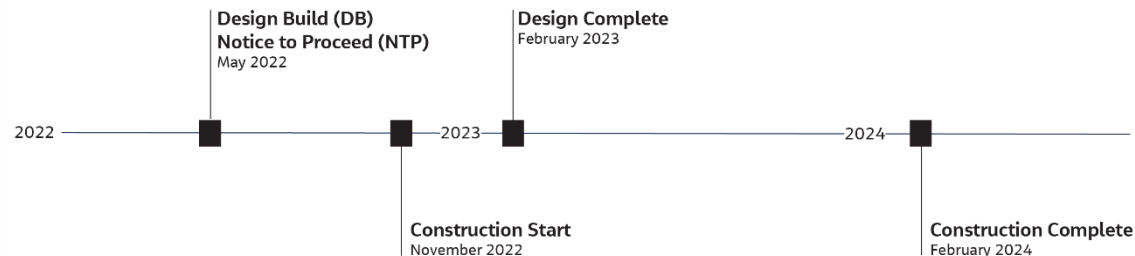 Design Build (DB)
Notice to Proceed (NTP)
May 2022
Design Complete
February 2023
2022
2023
2024
Construction Start
November 2022
Construction Complete
February 2024